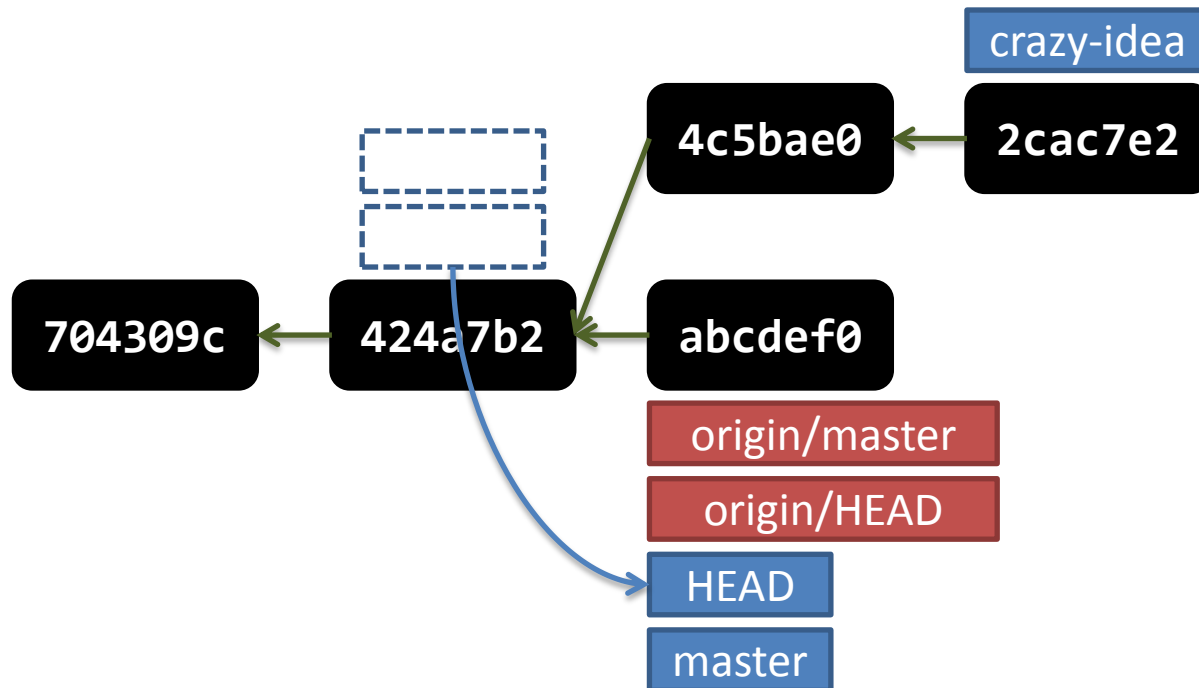 crazy-idea
4c5bae0
2cac7e2
704309c
424a7b2
abcdef0
origin/master
origin/HEAD
HEAD
master